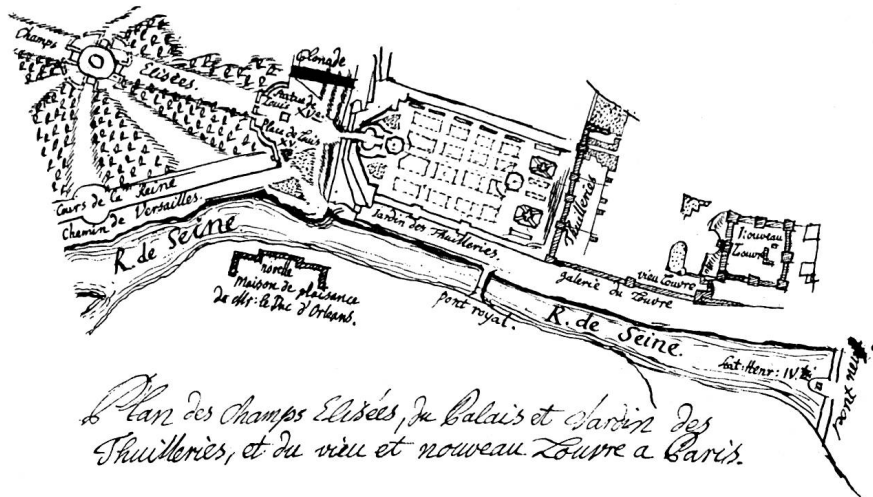 Champs
Elisées.
Colonade
Statue de
Louis
XV.
Place de Louis
XV
Cours de la Reine
Chemin de Versailles.
R. de Seine
Jardin des Thuilleries.
Thuilleries
Maison de plaisance
de Mgr: le Duc d'Orleans.
pont royal.
galerie du Louvre
vieu Louvre
Nouveau
Louvre
R. de Seine.
Stat: Henr: IV.
pont neuf
Plan des Champs Elisées, du Palais et Jardin des
Thuilleries, et du vieu et nouveau Louvre a Paris.